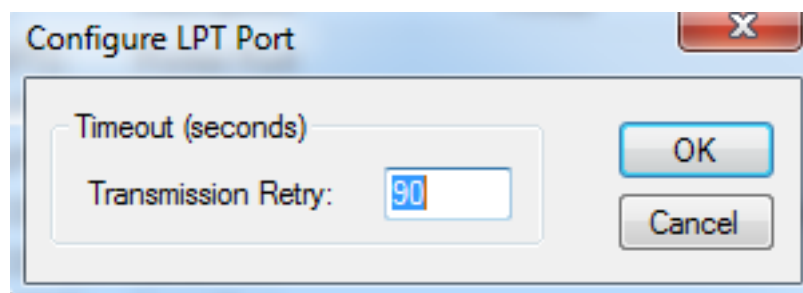 Configure LPT Port
Timeout (seconds)
Transmission Retry: 90
OK
Cancel